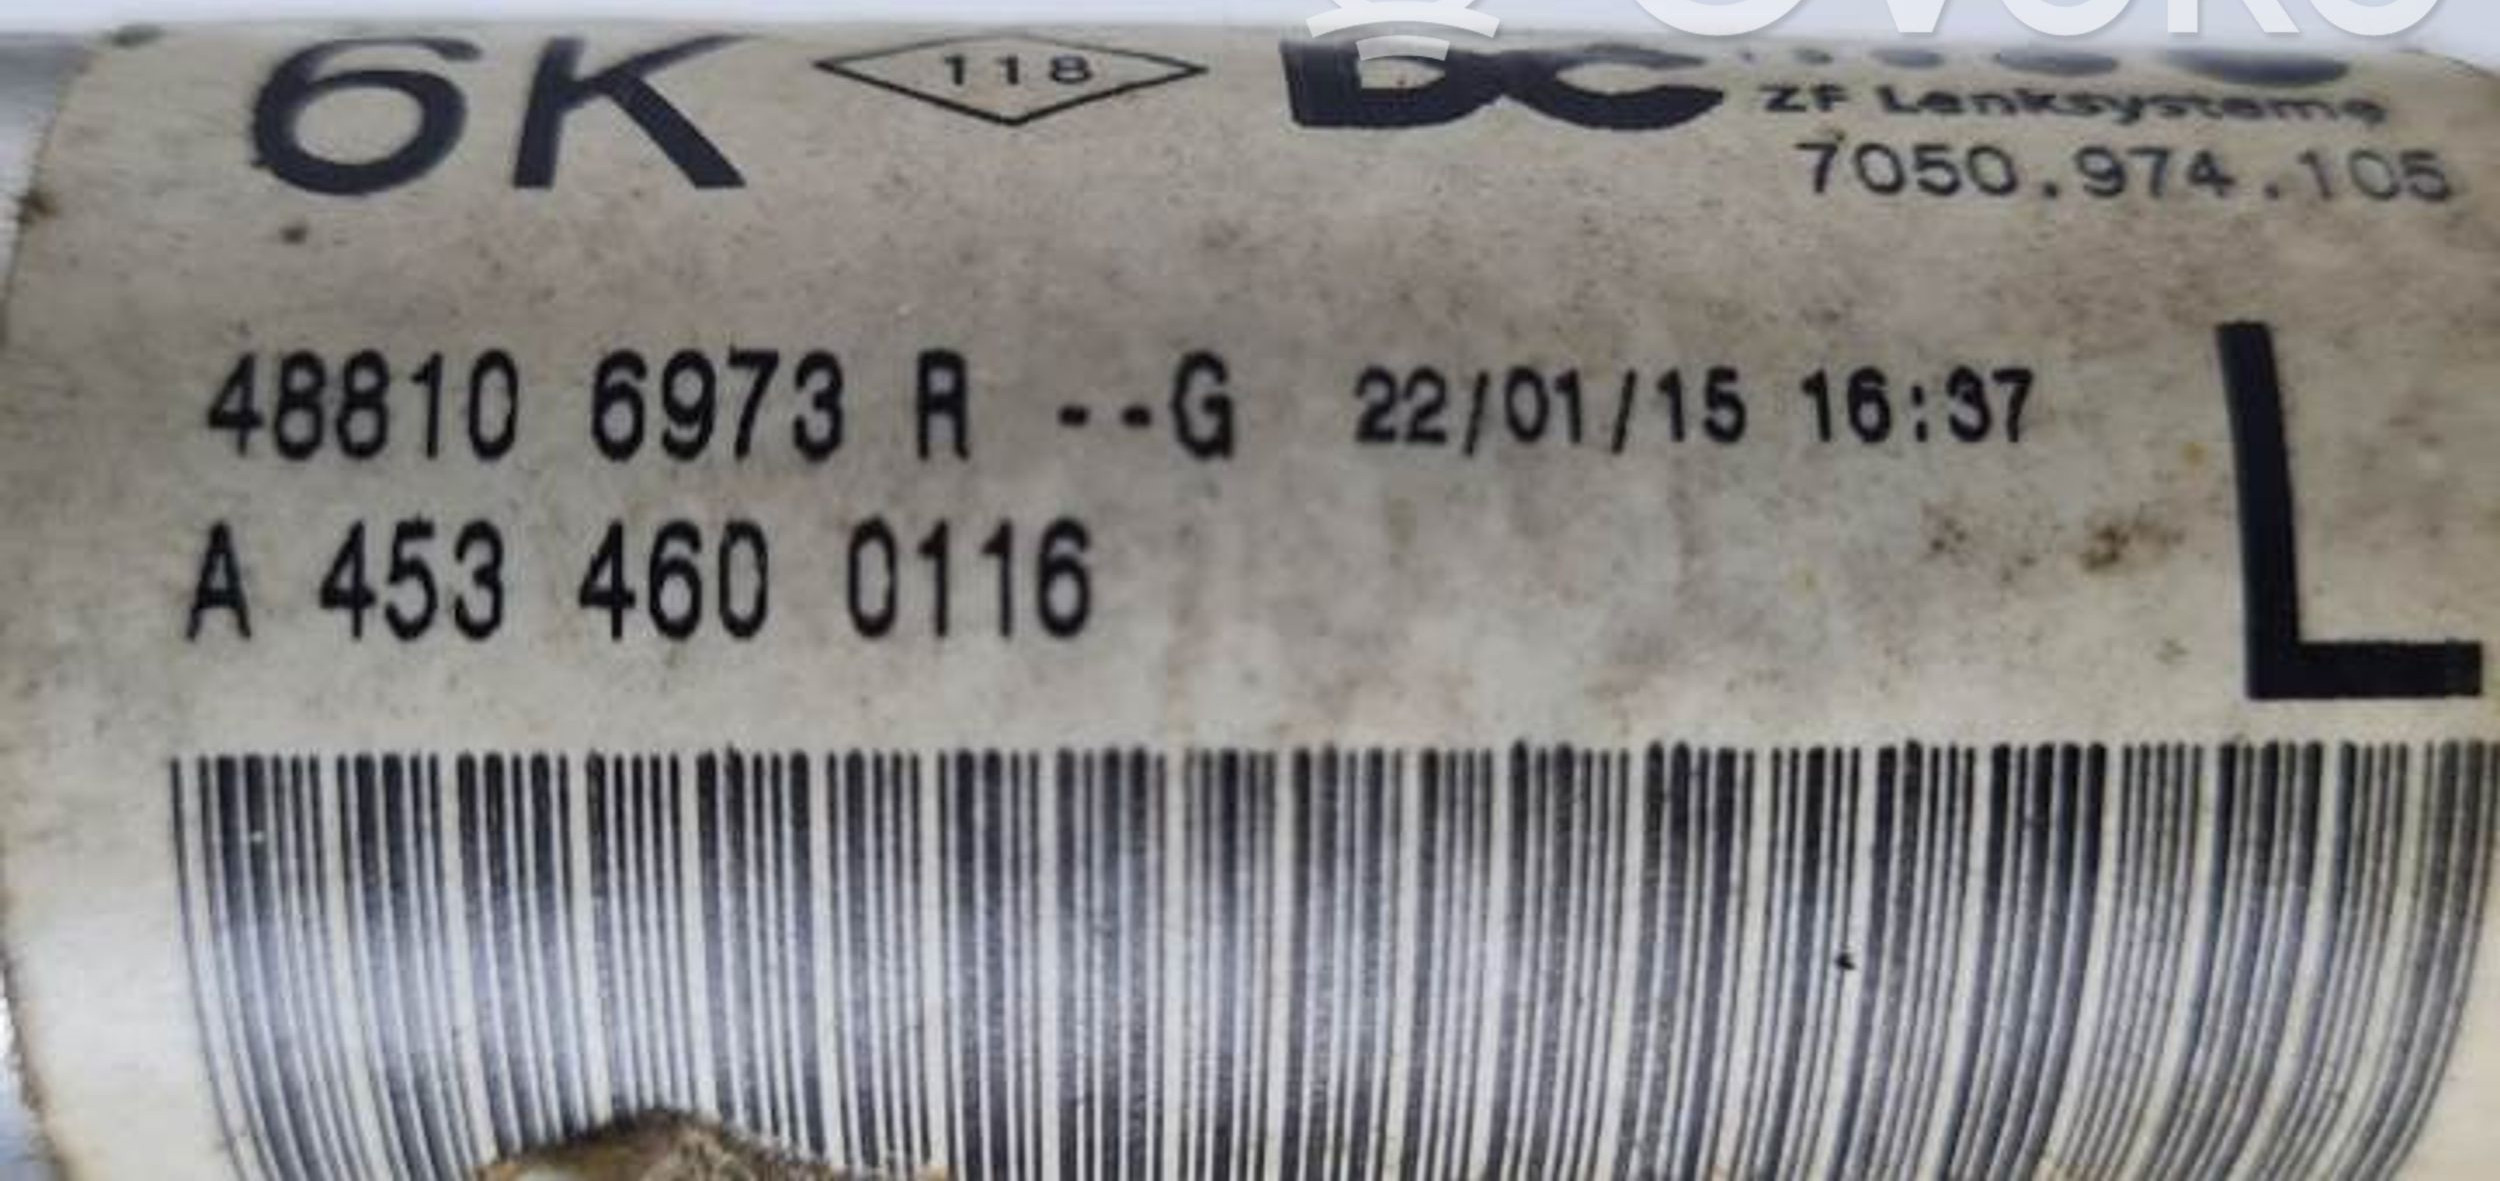 6K 118 DC
ZF Lenksysteme
7050.974.105
48810 6973 R --G 22/01/15 16:37
A 453 460 0116
L